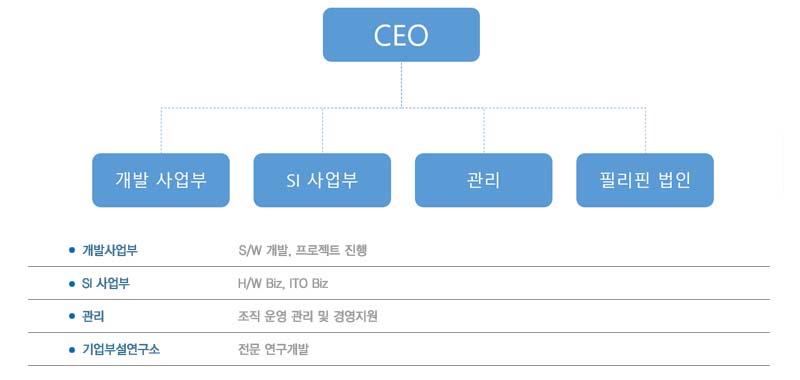 CEO
개발 사업부 SI 사업부 관리 필리핀 법인
개발사업부 S/W 개발, 프로젝트 진행
SI 사업부 H/W Biz, ITO Biz
관리 조직 운영 관리 및 경영지원
기업부설연구소 전문 연구개발